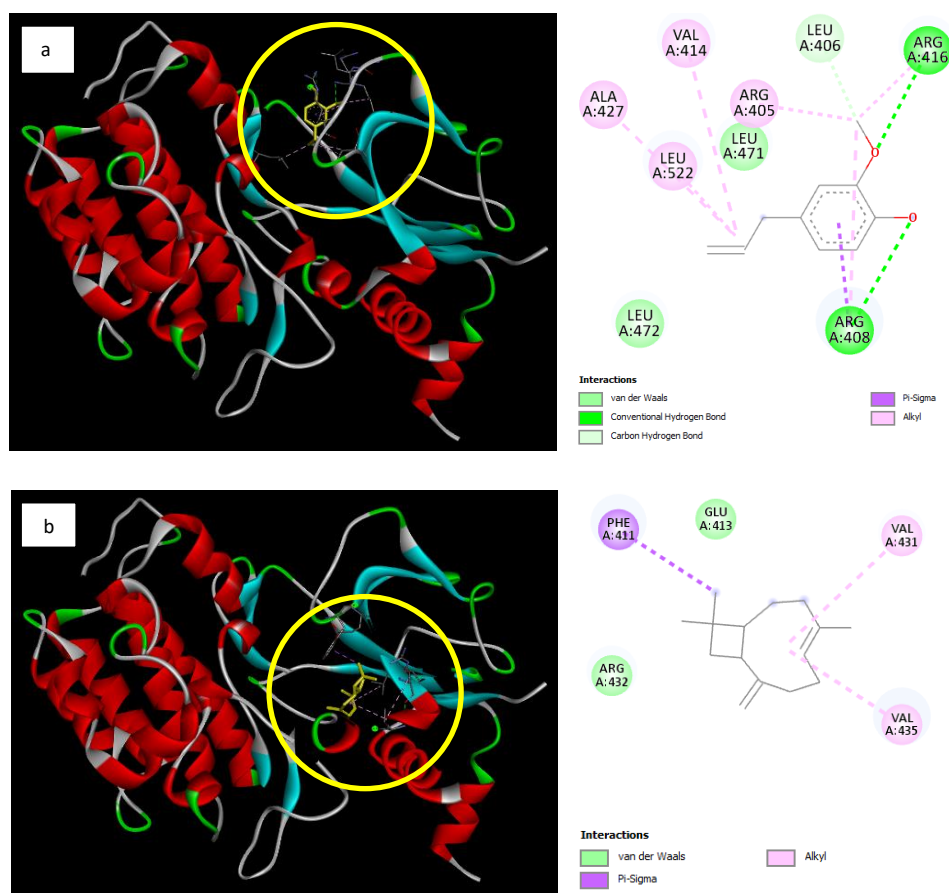 a
VAL
A:414
LEU
A:406
ARG
A:416
ALA
A:427
ARG
A:405
LEU
A:471
LEU
A:522
O
O
LEU
A:472
ARG
A:408
Interactions
van der Waals
Conventional Hydrogen Bond
Carbon Hydrogen Bond
Pi-Sigma
Alkyl
b
PHE
A:411
GLU
A:413
VAL
A:431
ARG
A:432
VAL
A:435
Interactions
van der Waals
Pi-Sigma
Alkyl